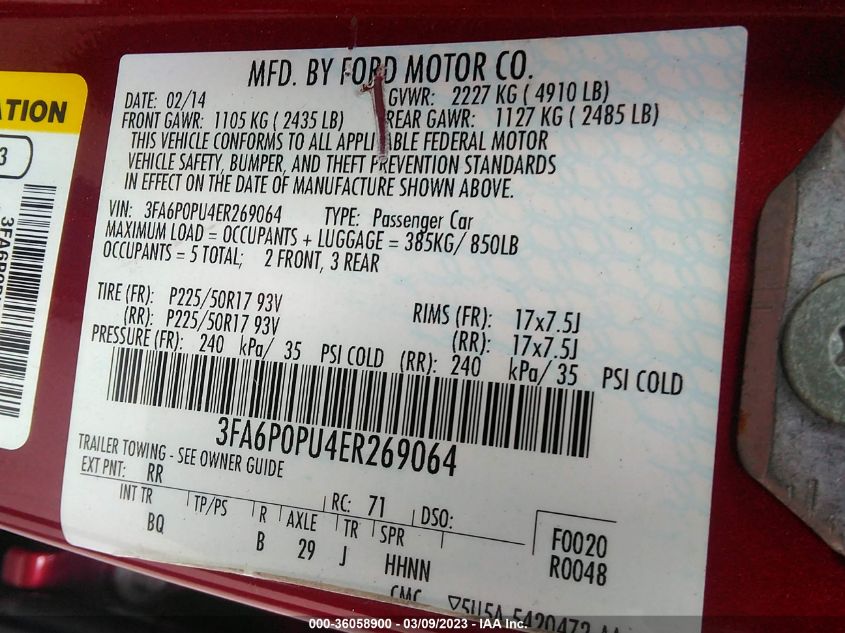 MFD. BY FORD MOTOR CO.
DATE: 02/14 GVWR: 2227 KG ( 4910 LB)
FRONT GAWR: 1105 KG ( 2435 LB) REAR GAWR: 1127 KG ( 2485 LB)
THIS VEHICLE CONFORMS TO ALL APPLICABLE FEDERAL MOTOR
VEHICLE SAFETY, BUMPER, AND THEFT PREVENTION STANDARDS
IN EFFECT ON THE DATE OF MANUFACTURE SHOWN ABOVE.
VIN: 3FA6P0PU4ER269064 TYPE: Passenger Car
MAXIMUM LOAD = OCCUPANTS + LUGGAGE = 385KG/ 850LB
OCCUPANTS = 5 TOTAL; 2 FRONT, 3 REAR
TIRE (FR): P225/50R17 93V RIMS (FR): 17x7.5J
(RR): P225/50R17 93V (RR): 17x7.5J
PRESSURE (FR): 240 kPa/ 35 PSI COLD (RR): 240 kPa/ 35 PSI COLD
3FA6P0PU4ER269064
TRAILER TOWING - SEE OWNER GUIDE
EXT PNT: RR RC: 71 DSO:
INT TR TP/PS R AXLE TR SPR F0020
BQ B 29 J HHNN R0048
ATION
3
000-36058900 - 03/09/2023 - IAA Inc.